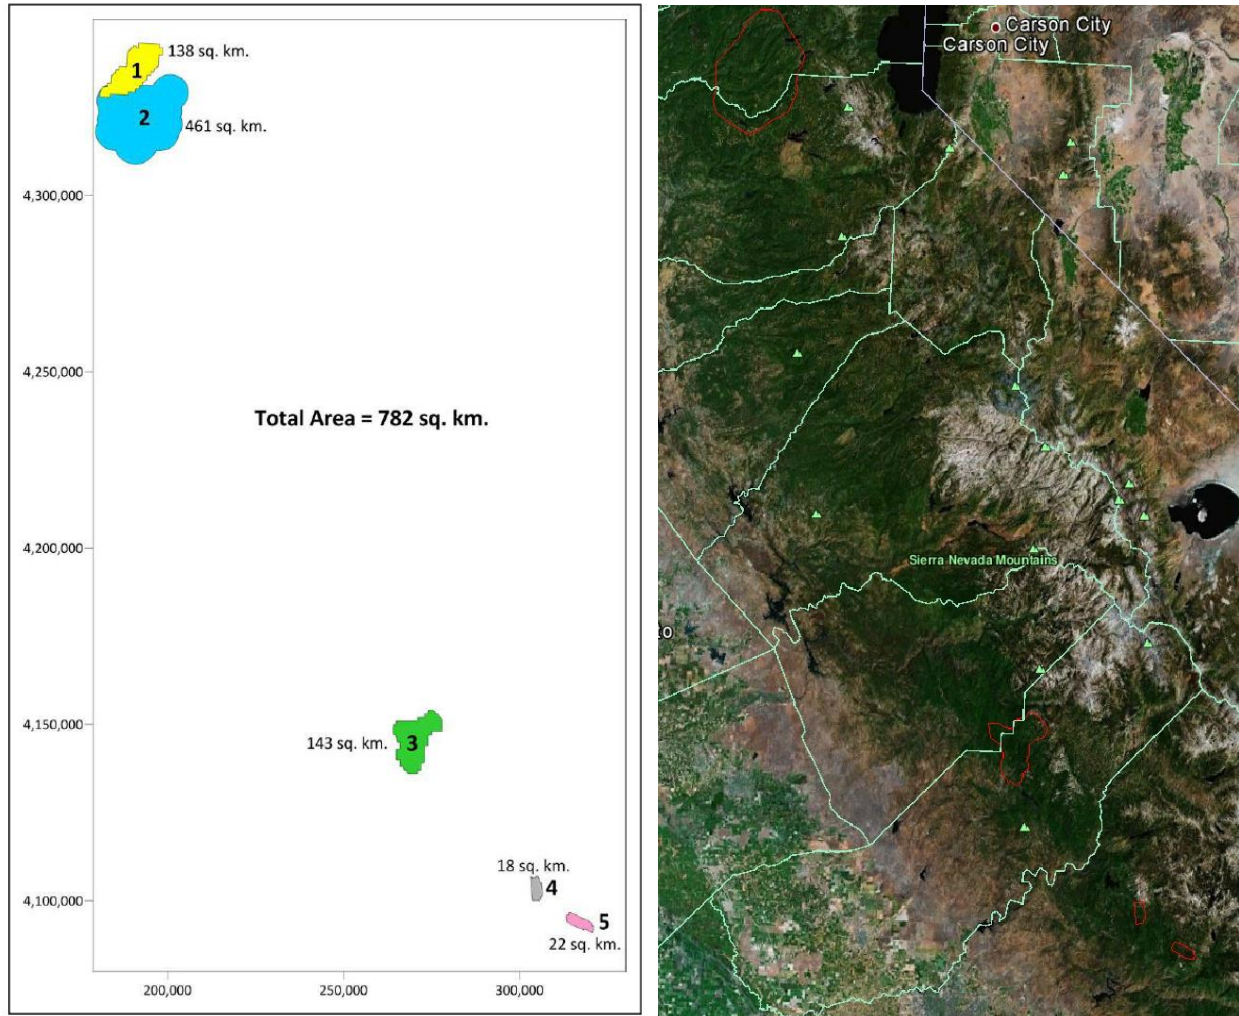 138 sq. km.
1
2
461 sq. km.
4,300,000
4,250,000
Total Area = 782 sq. km.
4,200,000
4,150,000
143 sq. km.
3
18 sq. km.
4
4,100,000
5
22 sq. km.
200,000
250,000
300,000
Carson City
Carson City
Sierra Nevada Mountains
to